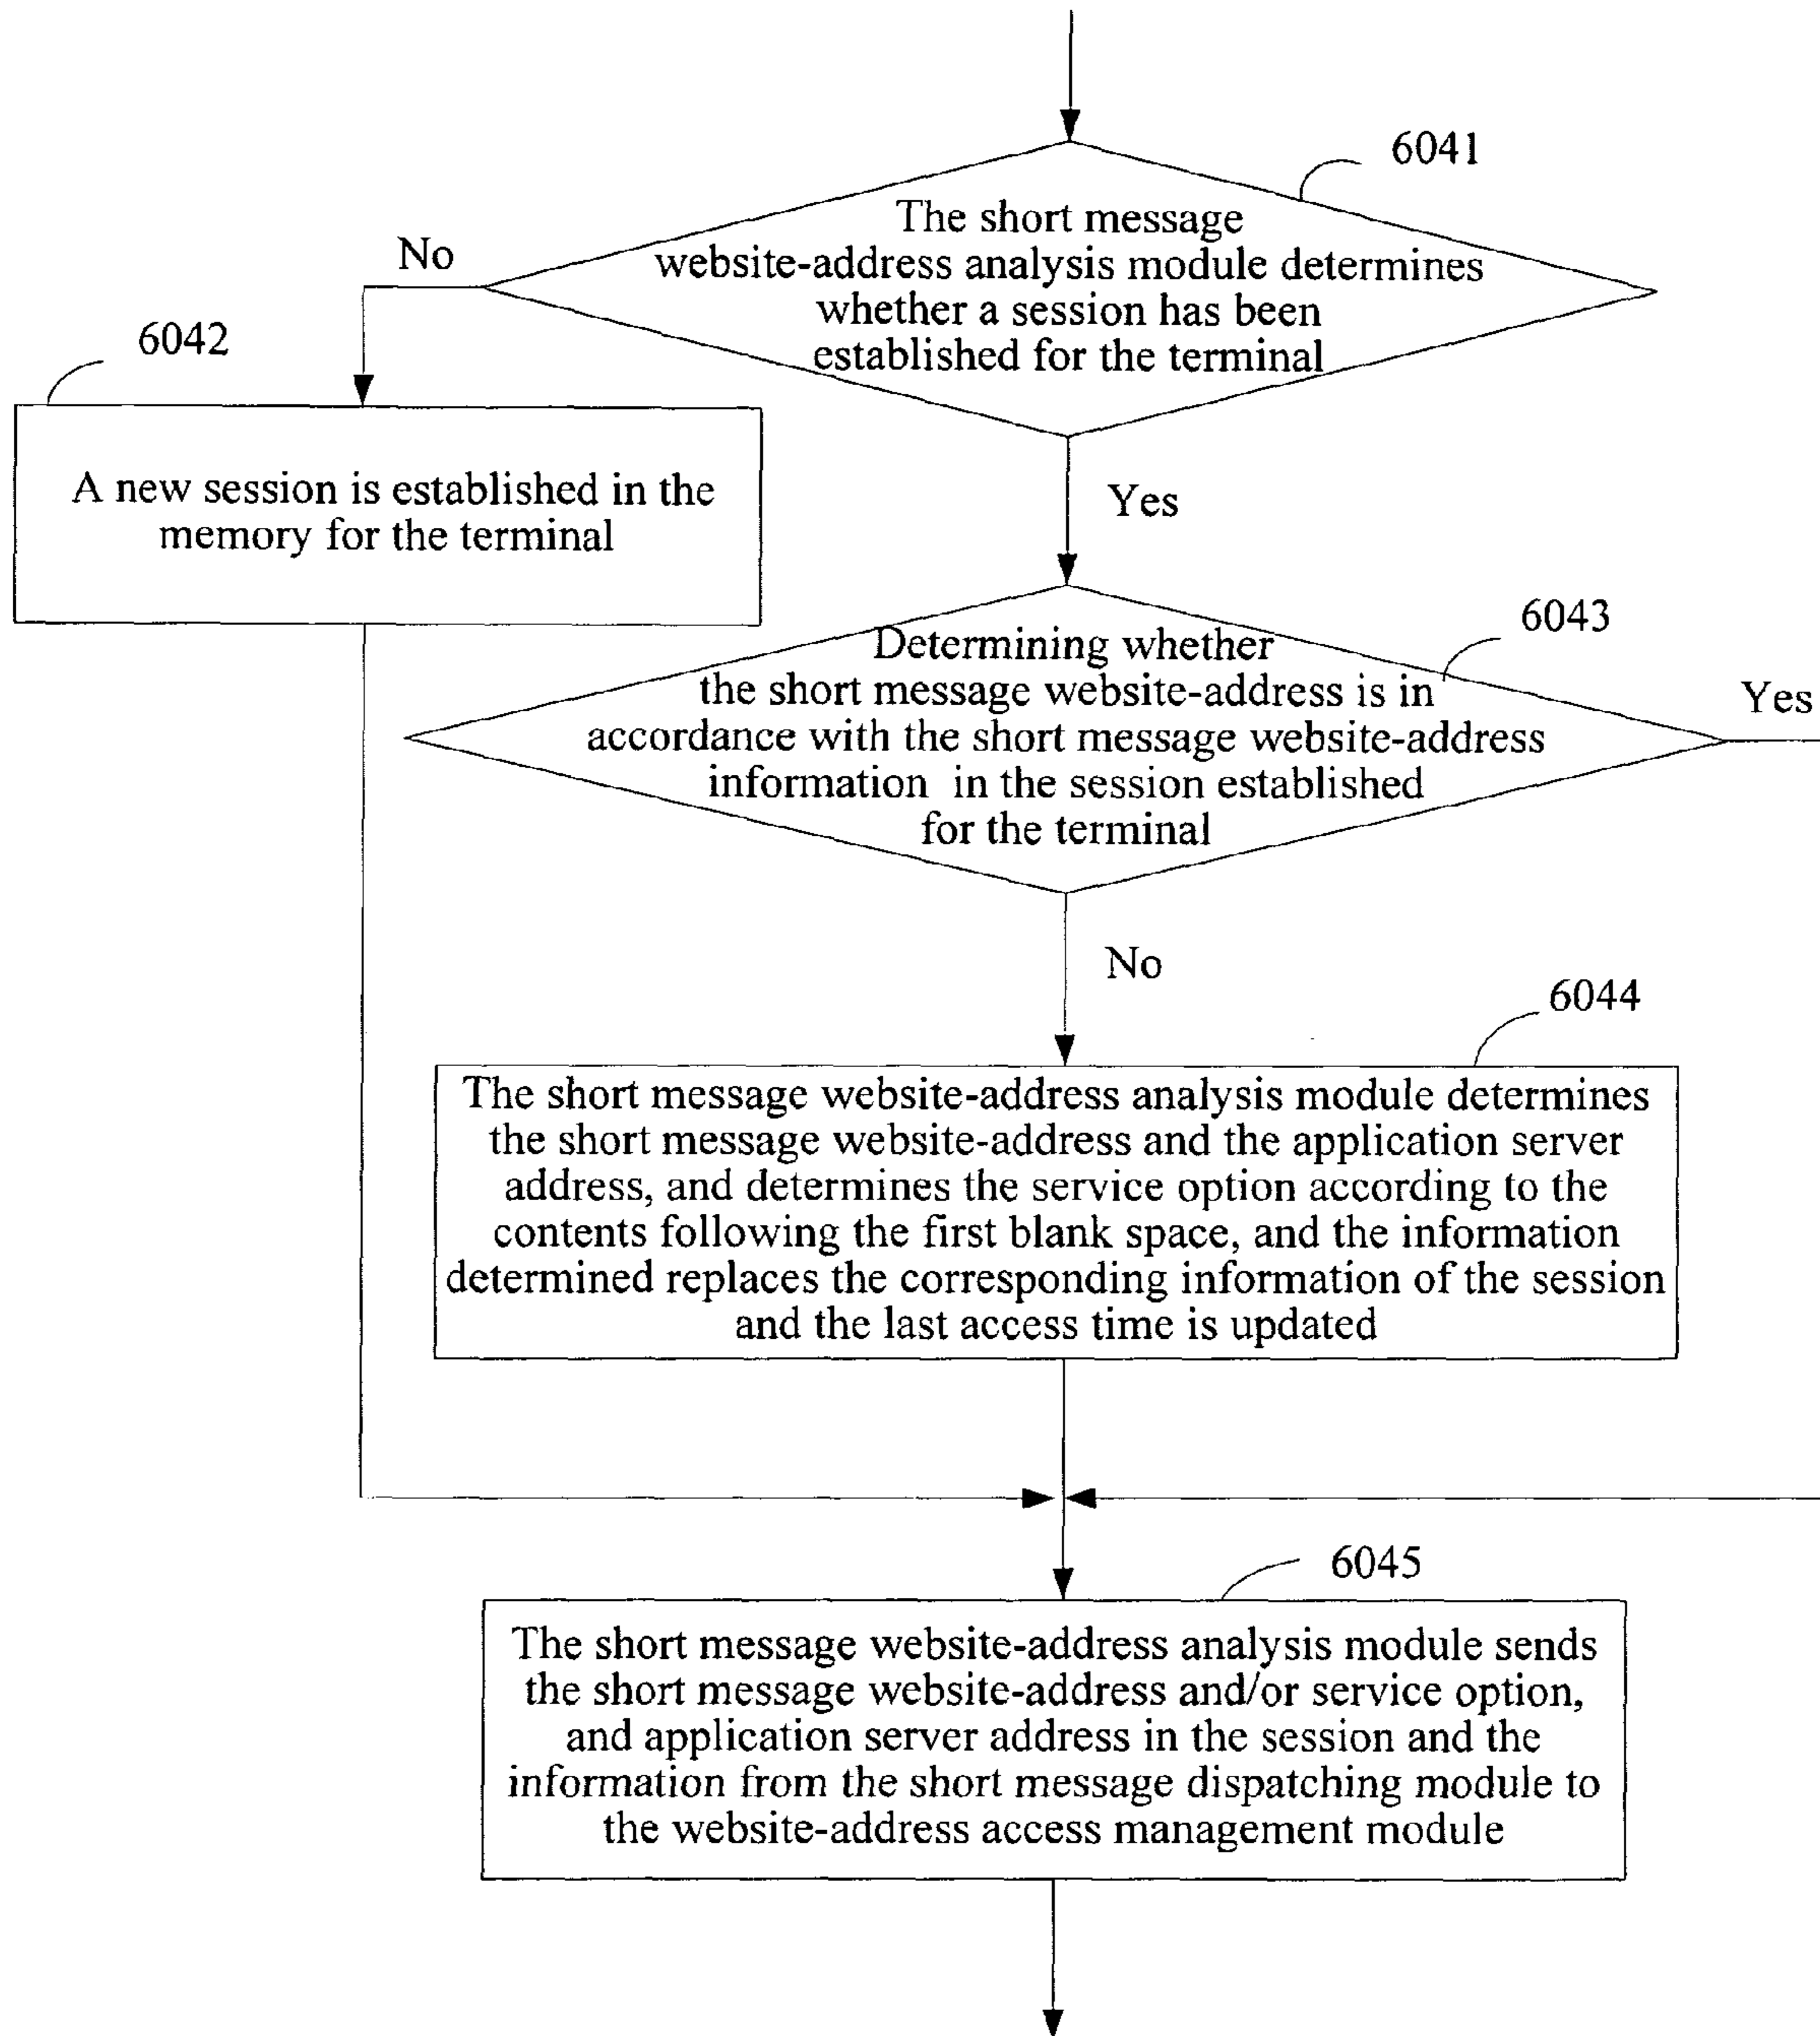 6041
The short message
website-address analysis module determines
whether a session has been
established for the terminal
No
6042
A new session is established in the
memory for the terminal
Yes
6043
Determining whether
the short message website-address is in
accordance with the short message website-address
information in the session established
for the terminal
Yes
No
6044
The short message website-address analysis module determines
the short message website-address and the application server
address, and determines the service option according to the
contents following the first blank space, and the information
determined replaces the corresponding information of the session
and the last access time is updated
6045
The short message website-address analysis module sends
the short message website-address and/or service option,
and application server address in the session and the
information from the short message dispatching module to
the website-address access management module